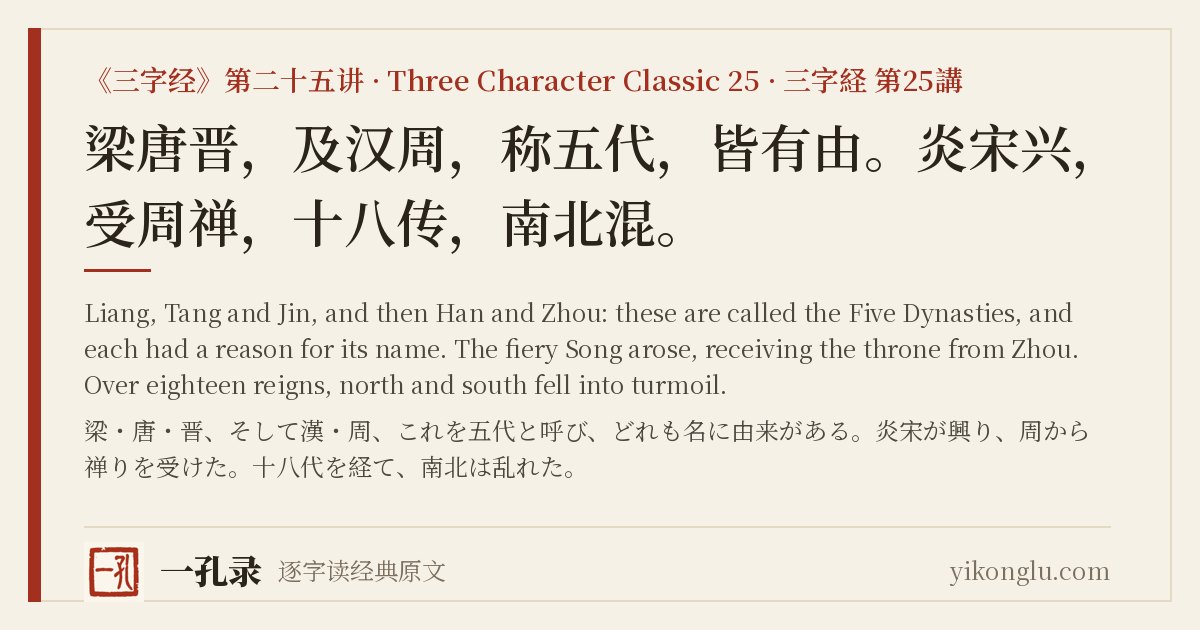 《三字经》第二十五讲 · Three Character Classic 25 · 三字経 第25講
梁唐晋，及汉周，称五代，皆有由。炎宋兴，
受周禅，十八传，南北混。
Liang, Tang and Jin, and then Han and Zhou: these are called the Five Dynasties, and
each had a reason for its name. The fiery Song arose, receiving the throne from Zhou.
Over eighteen reigns, north and south fell into turmoil.
梁・唐・晋、そして漢・周、これを五代と呼び、どれも名に由来がある。炎宋が興り、周から
禅りを受けた。十八代を経て、南北は乱れた。
一孔
一孔录 逐字读经典原文
yikonglu.com